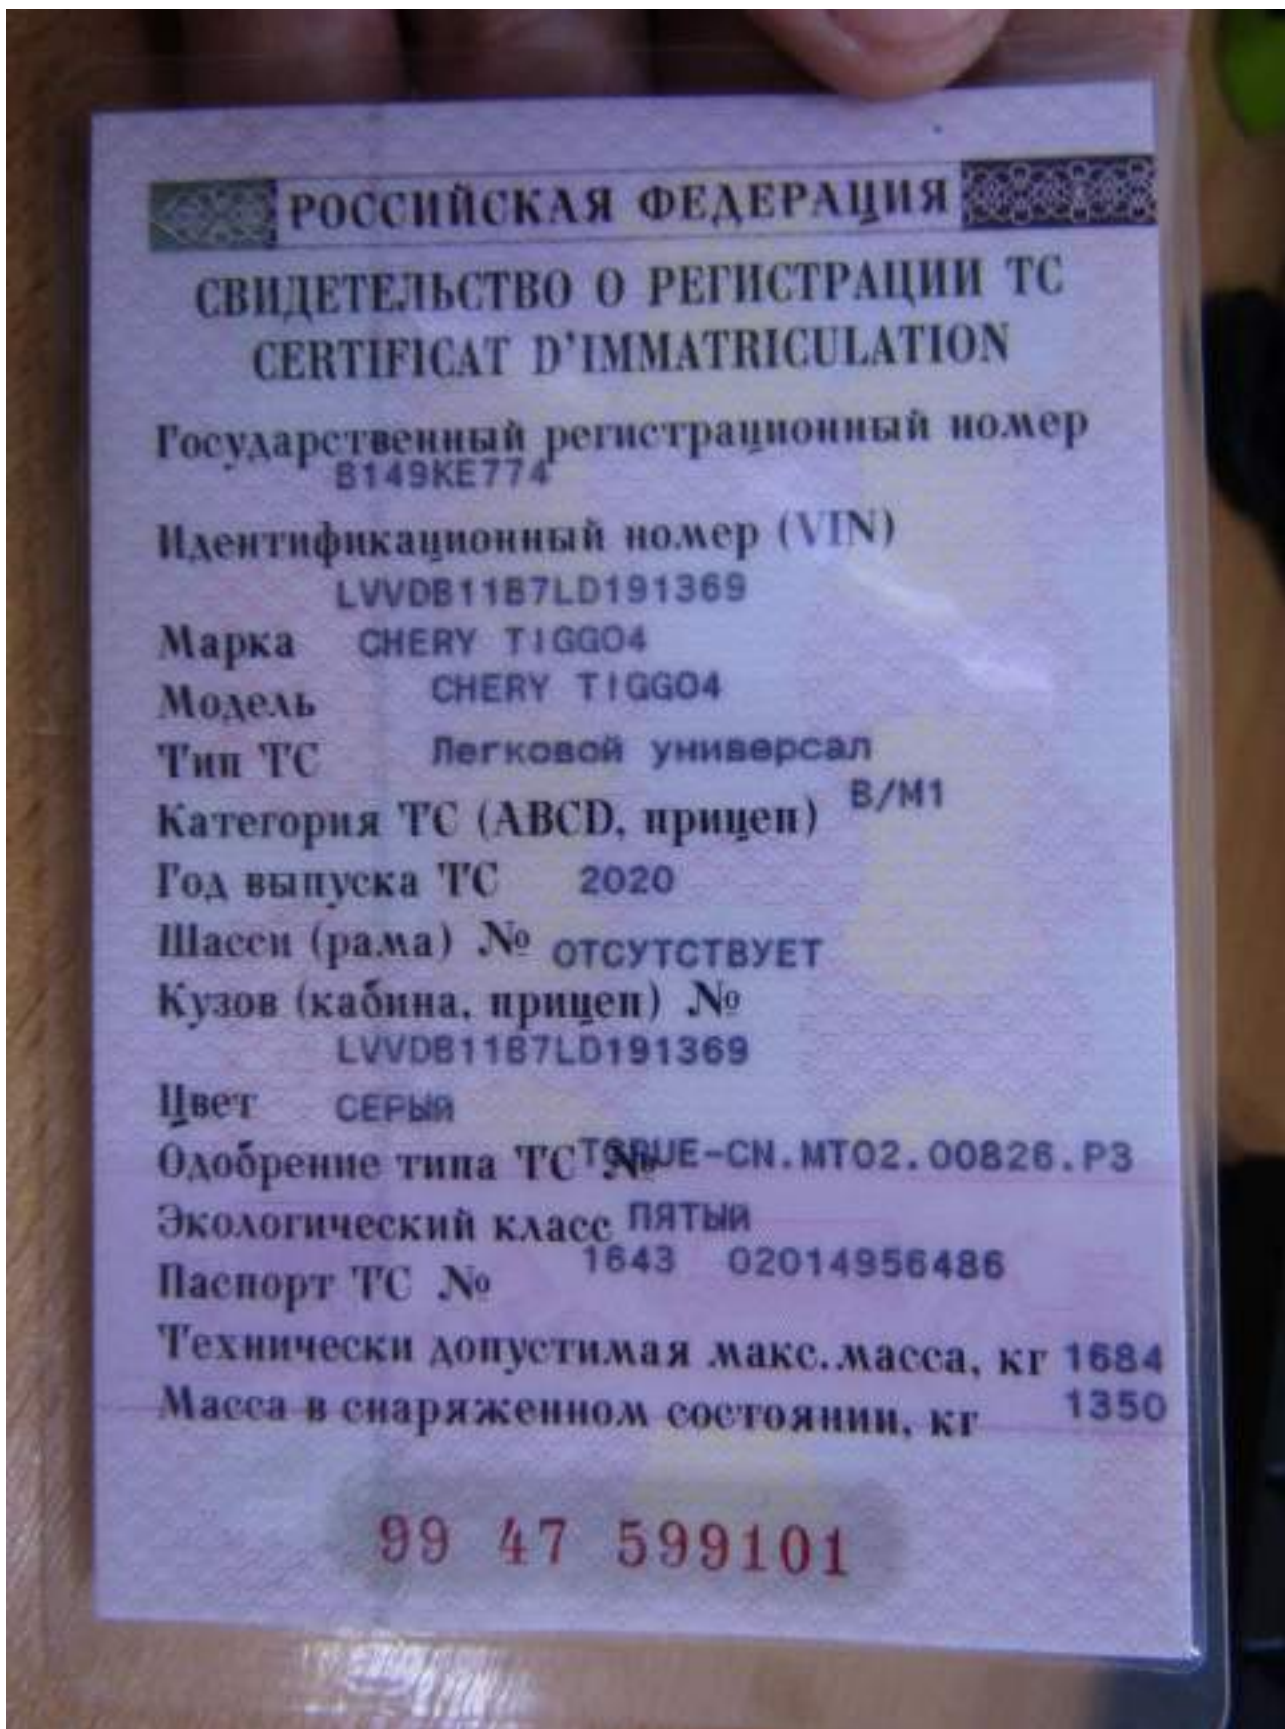 РОССИЙСКАЯ ФЕДЕРАЦИЯ
СВИДЕТЕЛЬСТВО О РЕГИСТРАЦИИ ТС
CERTIFICAT D'IMMATRICULATION
Государственный регистрационный номер
В149КЕ774
Идентификационный номер (VIN)
LVVDB11B7LD191369
Марка CHERY TIGGO4
Модель CHERY TIGGO4
Тип ТС Легковой универсал
Категория ТС (ABCD, прицеп) B/M1
Год выпуска ТС 2020
Шасси (рама) № ОТСУТСТВУЕТ
Кузов (кабина, прицеп) №
LVVDB11B7LD191369
Цвет СЕРЫЙ
Одобрение типа ТС № TCRUE-CN.MT02.00826.P3
Экологический класс ПЯТЫЙ
Паспорт ТС № 1643 02014956486
Технически допустимая макс.масса, кг 1684
Масса в снаряженном состоянии, кг 1350
99 47 599101